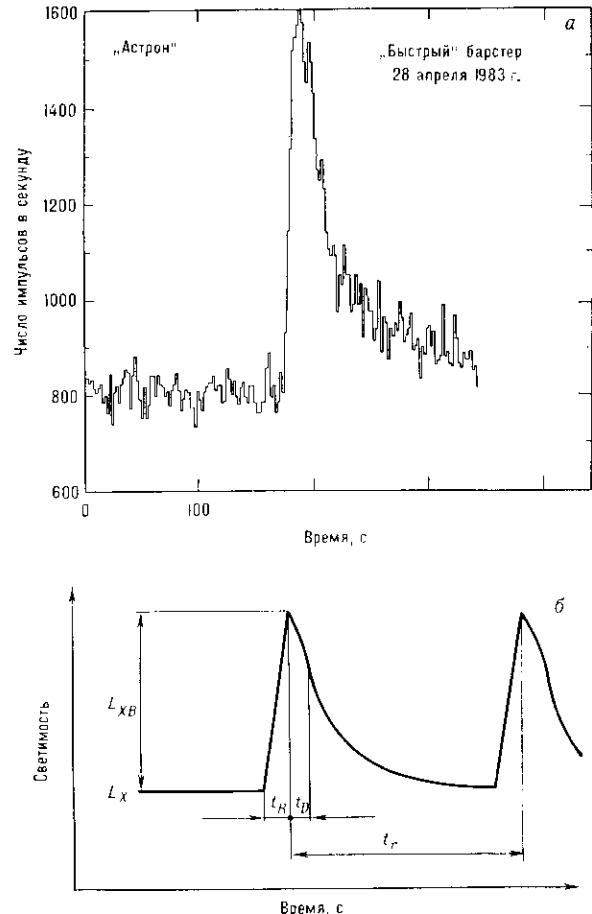 1600
а
„Астрон“
„Быстрый“ барстер
28 апреля 1983 г.
1400
Число импульсов в секунду
1200
1000
800
600
0
100
Время, с
б
Светимость
L_XB
L_X
t_R
t_D
t_r
Время, с